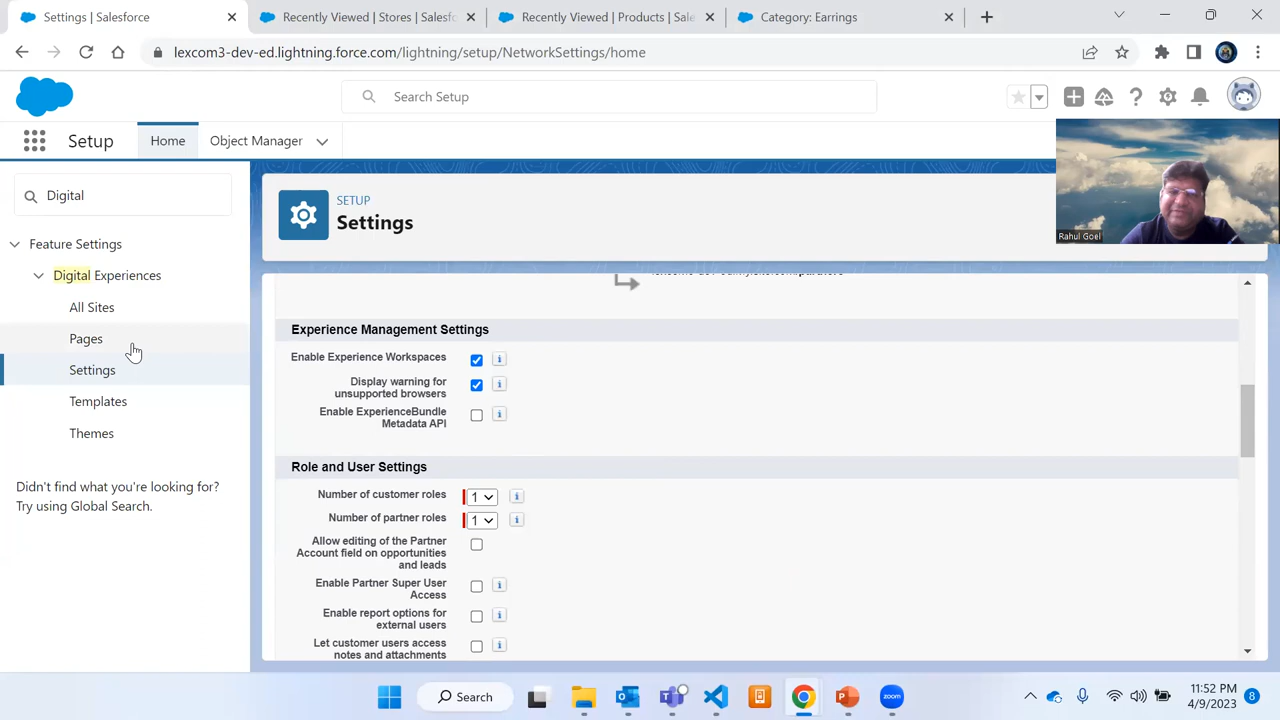 Settings | Salesforce
Recently Viewed | Stores | Salesf
Recently Viewed | Products | Sale
Category: Earrings
lexcom3-dev-ed.lightning.force.com/lightning/setup/NetworkSettings/home
Search Setup
Setup
Home
Object Manager
Digital
Feature Settings
Digital Experiences
All Sites
Pages
Settings
Templates
Themes
Didn't find what you're looking for?
Try using Global Search.
SETUP
Settings
Rahul Goel
Experience Management Settings
Enable Experience Workspaces
Display warning for
unsupported browsers
Enable ExperienceBundle
Metadata API
Role and User Settings
Number of customer roles
1
Number of partner roles
1
Allow editing of the Partner
Account field on opportunities
and leads
Enable Partner Super User
Access
Enable report options for
external users
Let customer users access
notes and attachments
Search
11:52 PM
4/9/2023
8